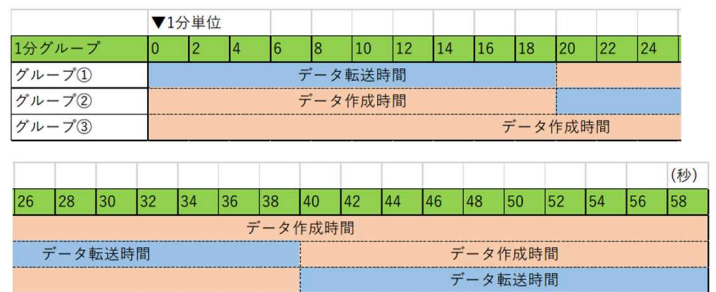 ▼1分単位
1分グループ 0 2 4 6 8 10 12 14 16 18 20 22 24
グループ① データ転送時間
グループ② データ作成時間
グループ③ データ作成時間
(秒)
26 28 30 32 34 36 38 40 42 44 46 48 50 52 54 56 58
データ作成時間
データ転送時間 データ作成時間
データ転送時間